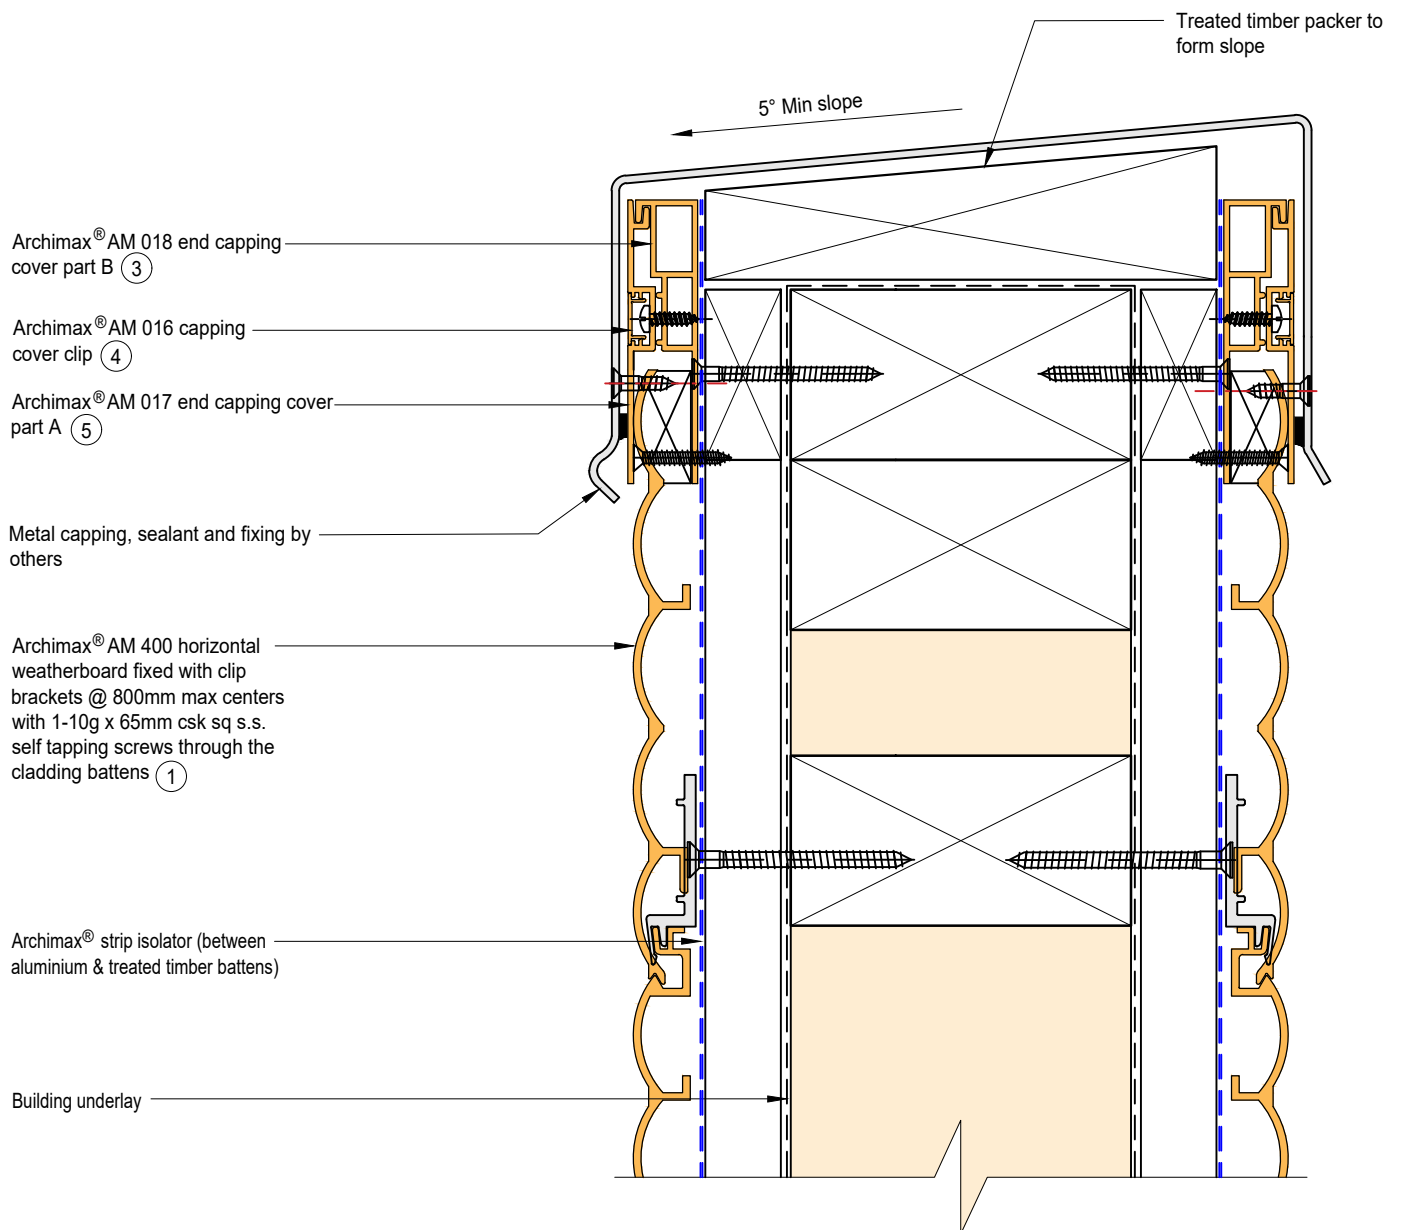 Treated timber packer to
form slope
5° Min slope
Archimax® AM 018 end capping
cover part B 3
Archimax® AM 016 capping
cover clip 4
Archimax® AM 017 end capping cover
part A 5
Metal capping, sealant and fixing by
others
Archimax® AM 400 horizontal
weatherboard fixed with clip
brackets @ 800mm max centers
with 1-10g x 65mm csk sq s.s.
self tapping screws through the
cladding battens 1
Archimax® strip isolator (between
aluminium & treated timber battens)
Building underlay